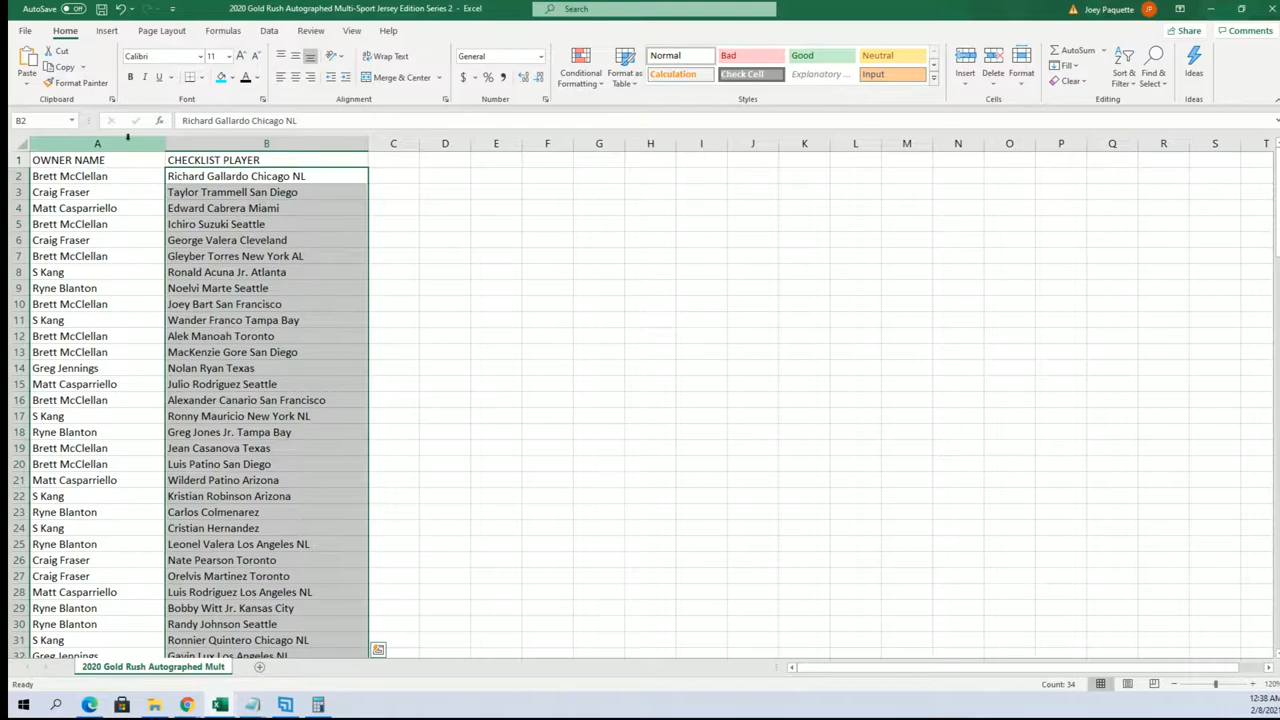 AutoSave Off 2020 Gold Rush Autographed Multi-Sport Jersey Edition Series 2 - Excel Search Joey Paquette JP
File Home Insert Page Layout Formulas Data Review View Help Share Comments
Paste Cut Copy Format Painter Clipboard
Calibri 11 B I U A Font
Wrap Text Merge & Center Alignment
General $ % Number
Conditional Formatting Format as Table
Normal Bad Good Neutral
Calculation Check Cell Explanatory ... Input
Styles
Insert Delete Format Cells
AutoSum Fill Clear Sort & Filter Find & Select Editing
Ideas Ideas
B2 fx Richard Gallardo Chicago NL
A B C D E F G H I J K L M N O P Q R S T
1 OWNER NAME CHECKLIST PLAYER
2 Brett McClellan Richard Gallardo Chicago NL
3 Craig Fraser Taylor Trammell San Diego
4 Matt Casparriello Edward Cabrera Miami
5 Brett McClellan Ichiro Suzuki Seattle
6 Craig Fraser George Valera Cleveland
7 Brett McClellan Gleyber Torres New York AL
8 S Kang Ronald Acuna Jr. Atlanta
9 Ryne Blanton Noelvi Marte Seattle
10 Brett McClellan Joey Bart San Francisco
11 S Kang Wander Franco Tampa Bay
12 Brett McClellan Alek Manoah Toronto
13 Brett McClellan MacKenzie Gore San Diego
14 Greg Jennings Nolan Ryan Texas
15 Matt Casparriello Julio Rodriguez Seattle
16 Brett McClellan Alexander Canario San Francisco
17 S Kang Ronny Mauricio New York NL
18 Ryne Blanton Greg Jones Jr. Tampa Bay
19 Brett McClellan Jean Casanova Texas
20 Brett McClellan Luis Patino San Diego
21 Matt Casparriello Wilderd Patino Arizona
22 S Kang Kristian Robinson Arizona
23 Ryne Blanton Carlos Colmenarez
24 S Kang Cristian Hernandez
25 Ryne Blanton Leonel Valera Los Angeles NL
26 Craig Fraser Nate Pearson Toronto
27 Craig Fraser Orelvis Martinez Toronto
28 Matt Casparriello Luis Rodriguez Los Angeles NL
29 Ryne Blanton Bobby Witt Jr. Kansas City
30 Ryne Blanton Randy Johnson Seattle
31 S Kang Ronnier Quintero Chicago NL
32 Greg Jennings Gavin Lux Los Angeles NL
2020 Gold Rush Autographed Mult
Ready Count: 34 120%
12:38 AM
2/8/2021